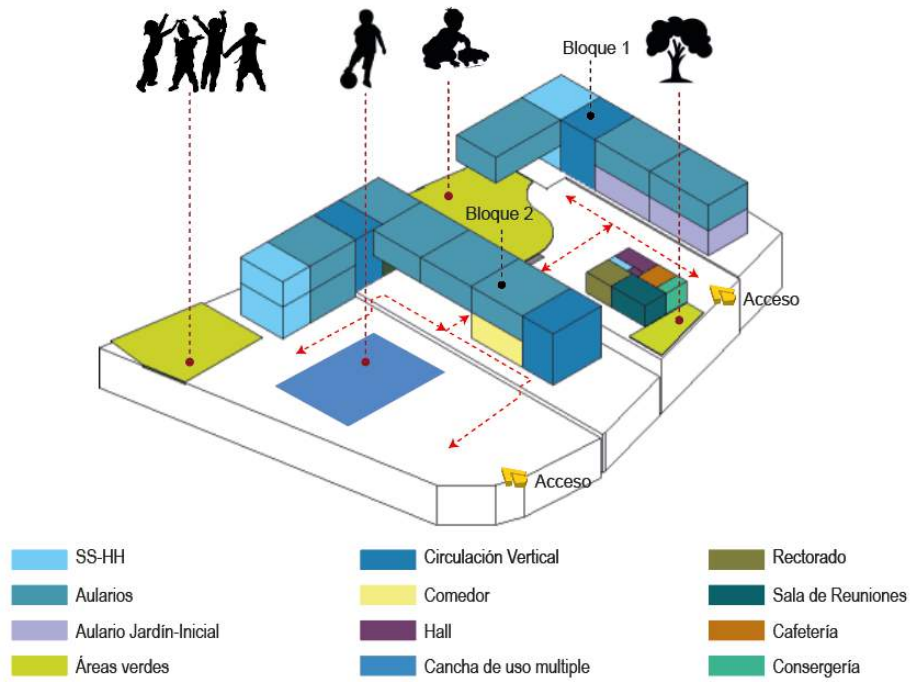 Bloque 1
Bloque 2
Acceso
Acceso
SS-HH
Circulación Vertical
Rectorado
Aularios
Comedor
Sala de Reuniones
Aulario Jardín-Inicial
Hall
Cafetería
Áreas verdes
Cancha de uso multiple
Consergería